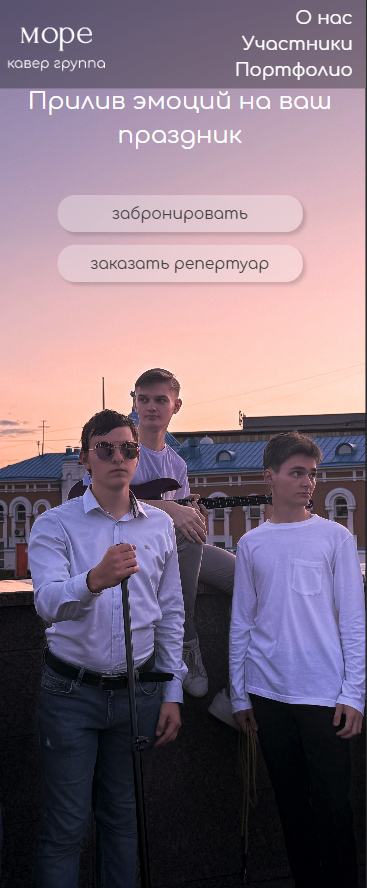 море
кавер группа
О нас
Участники
Портфолио
Прилив эмоций на ваш
праздник
забронировать
заказать репертуар